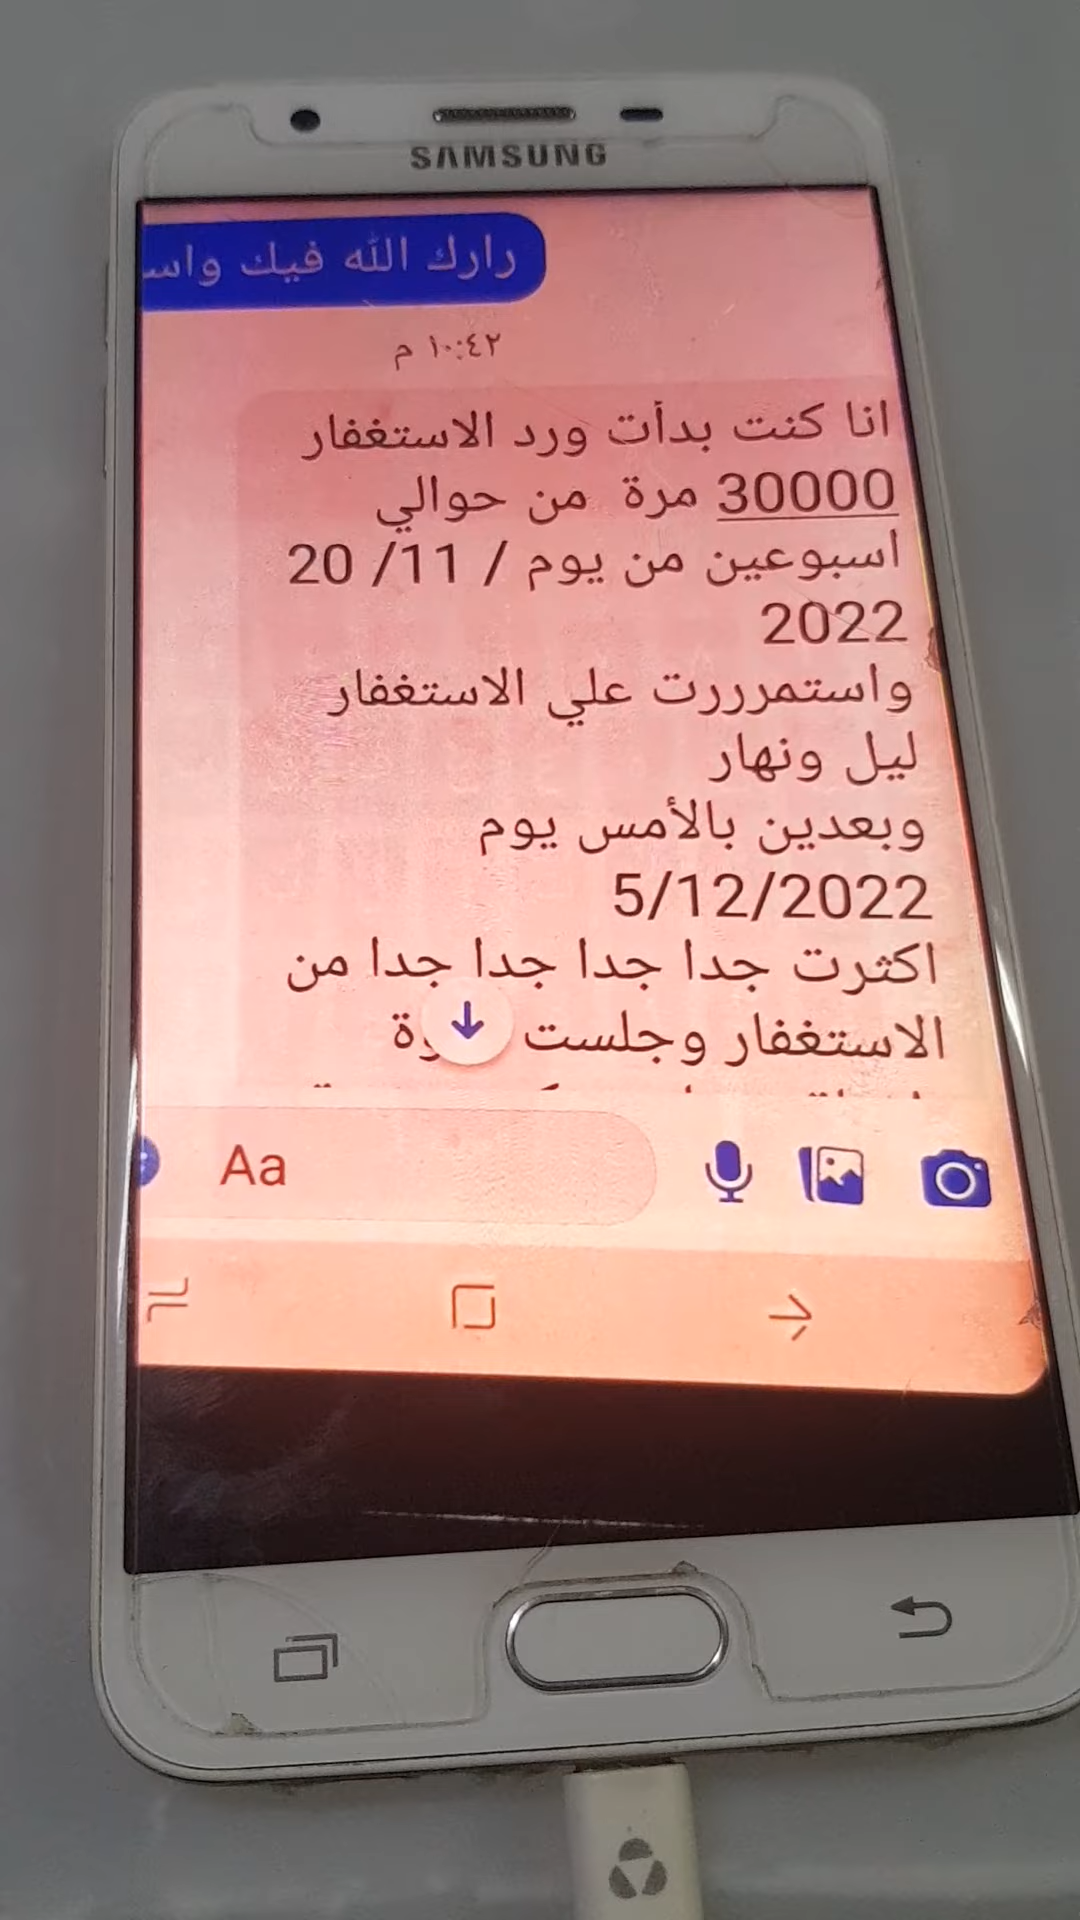 SAMSUNG
رارك الله فيك واس
١٠:٤٢ م
انا كنت بدأت ورد الاستغفار
30000 مرة من حوالي
اسبوعين من يوم / 11/ 20
2022
واستمرررت علي الاستغفار
ليل ونهار
وبعدين بالأمس يوم
5/12/2022
اكثرت جدا جدا جدا جدا من
الاستغفار وجلست
Aa